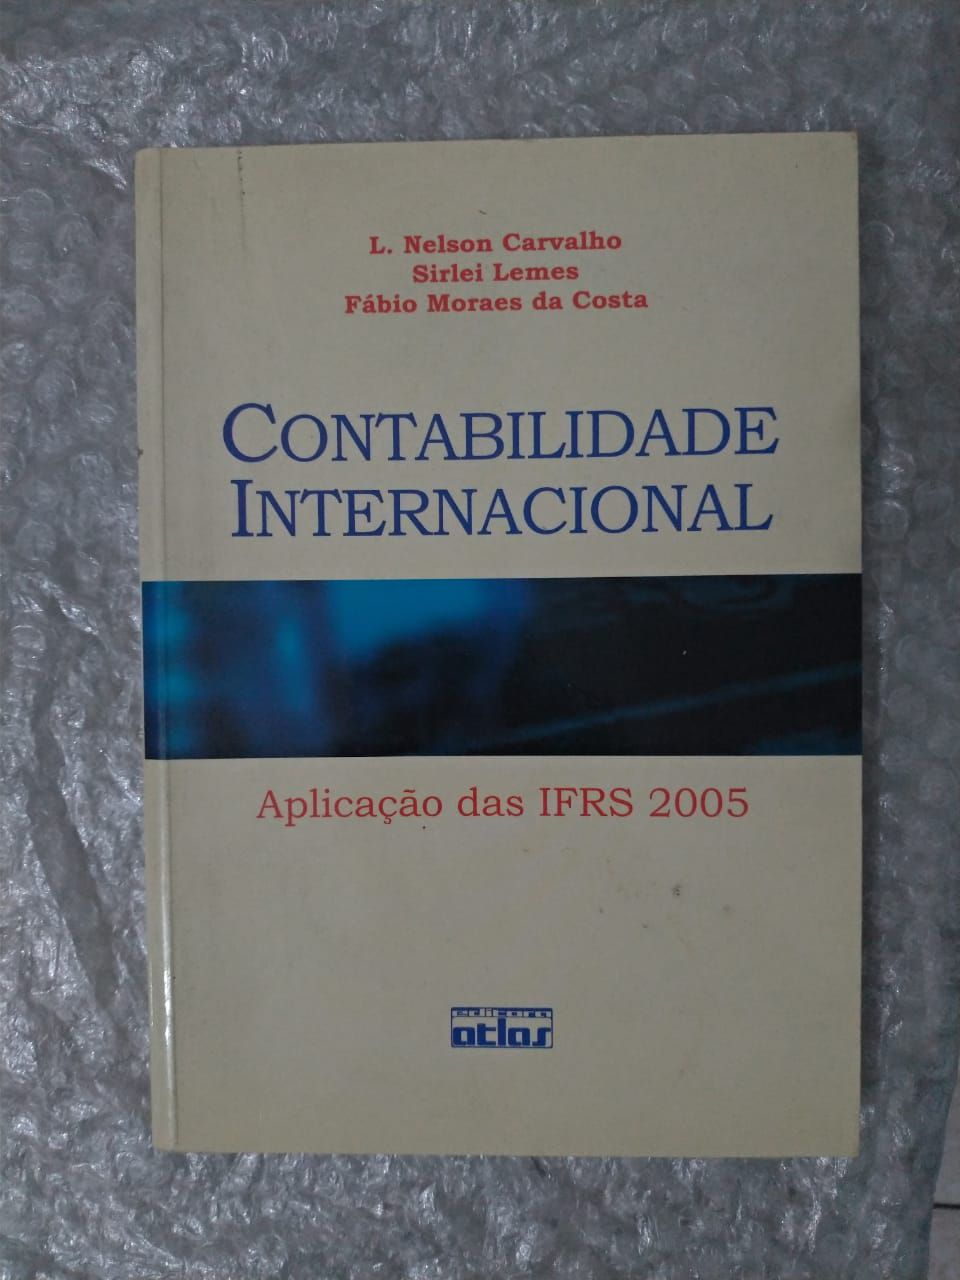 L. Nelson Carvalho
Sirlei Lemes
Fábio Moraes da Costa
CONTABILIDADE
INTERNACIONAL
Aplicação das IFRS 2005
editora
atlas